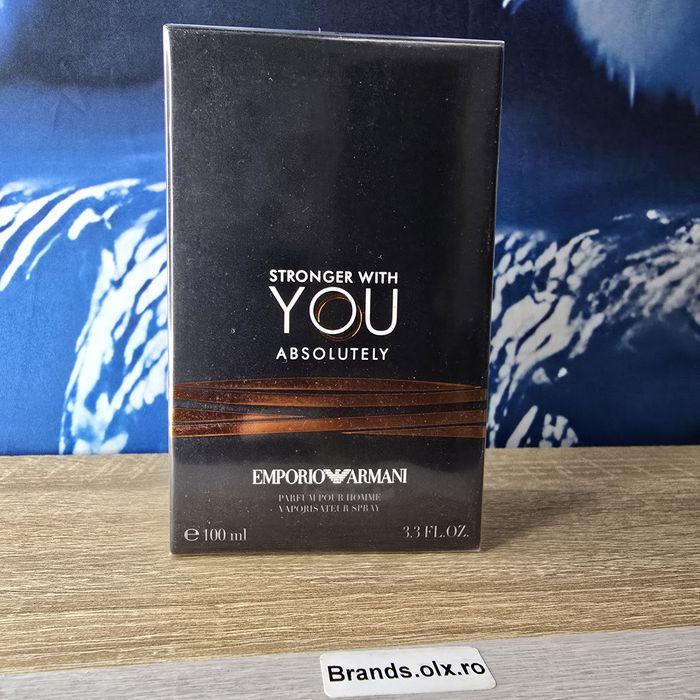 STRONGER WITH
YOU
ABSOLUTELY
EMPORIO ARMANI
PARFUM POUR HOMME
VAPORISATEUR SPRAY
e 100 ml 3.3 FL.OZ.
Brands.olx.ro